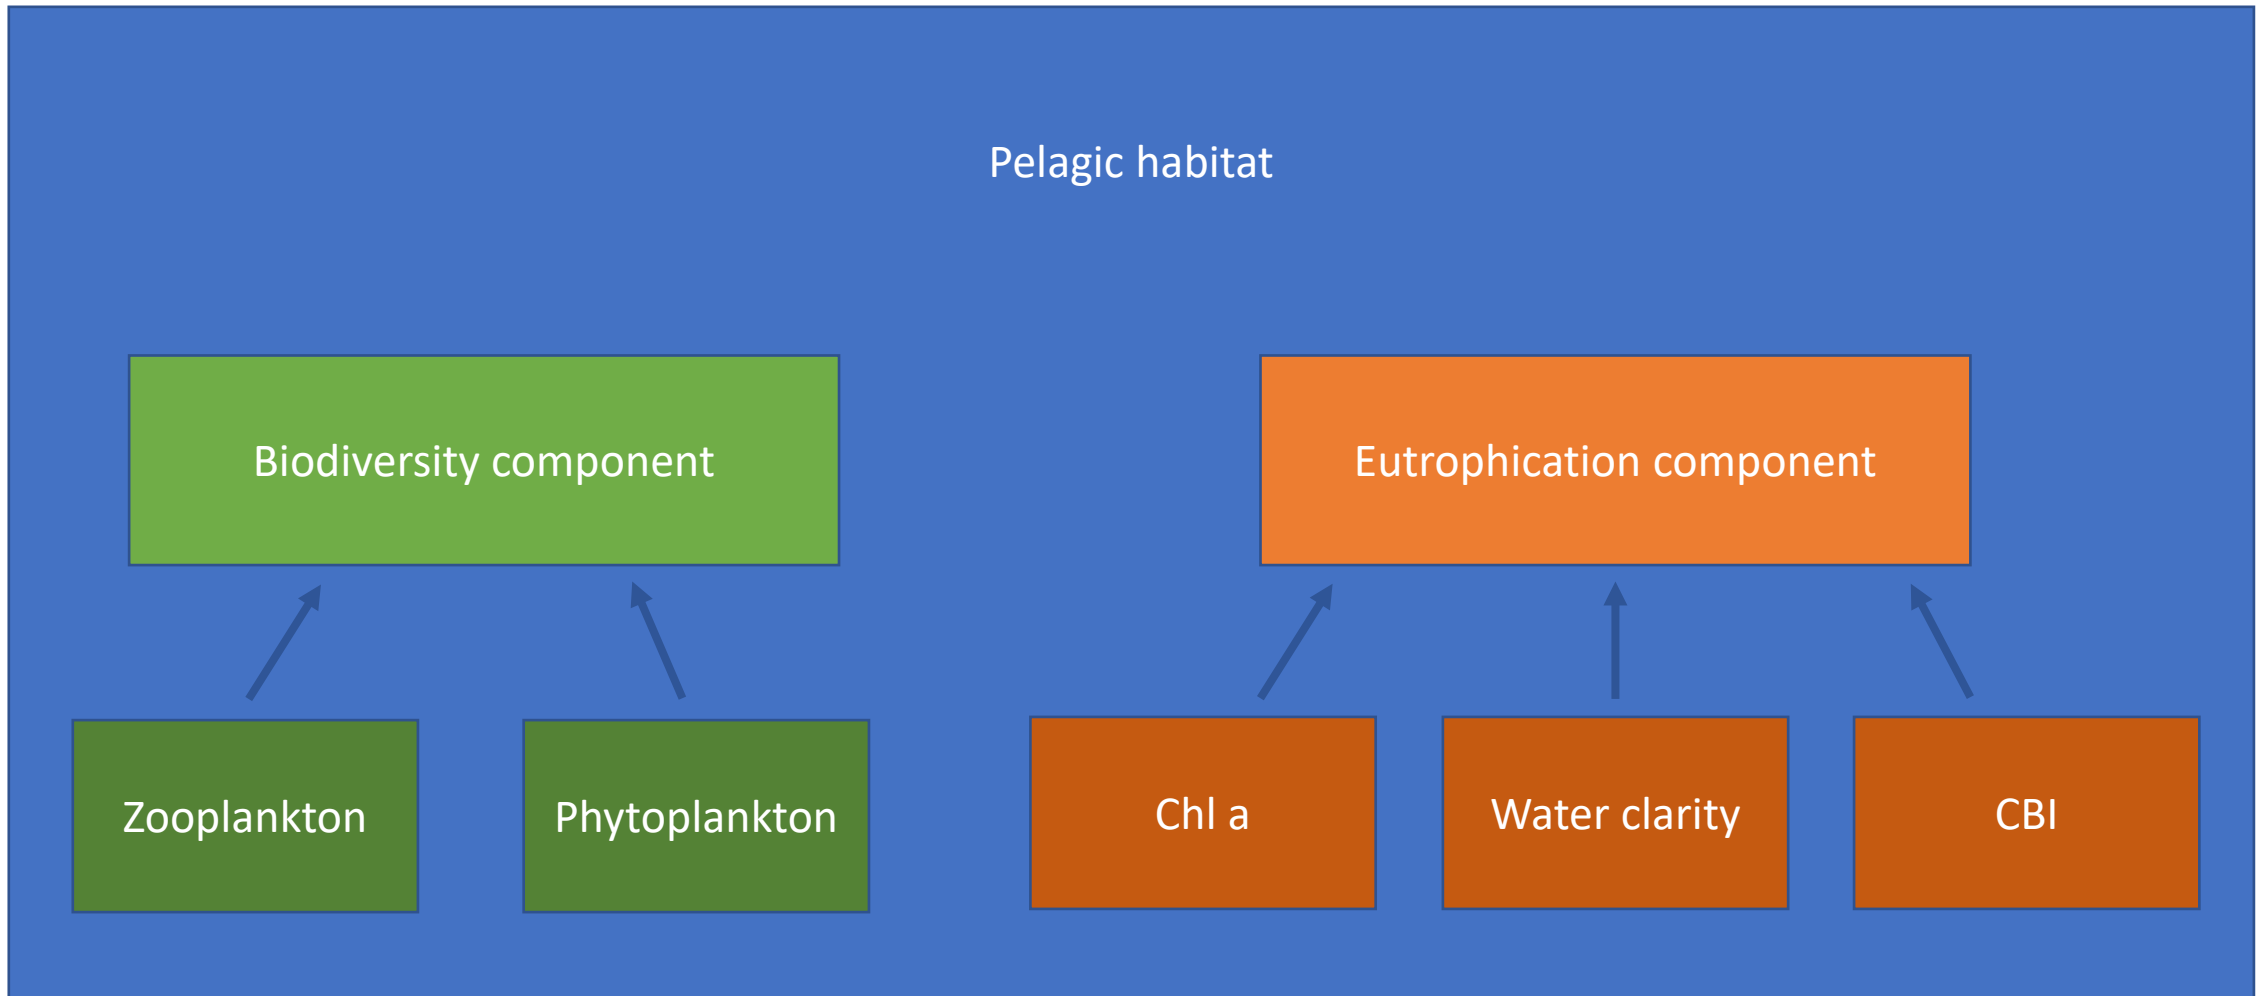 Pelagic habitat
Biodiversity component
Eutrophication component
Zooplankton
Phytoplankton
Chl a
Water clarity
CBI